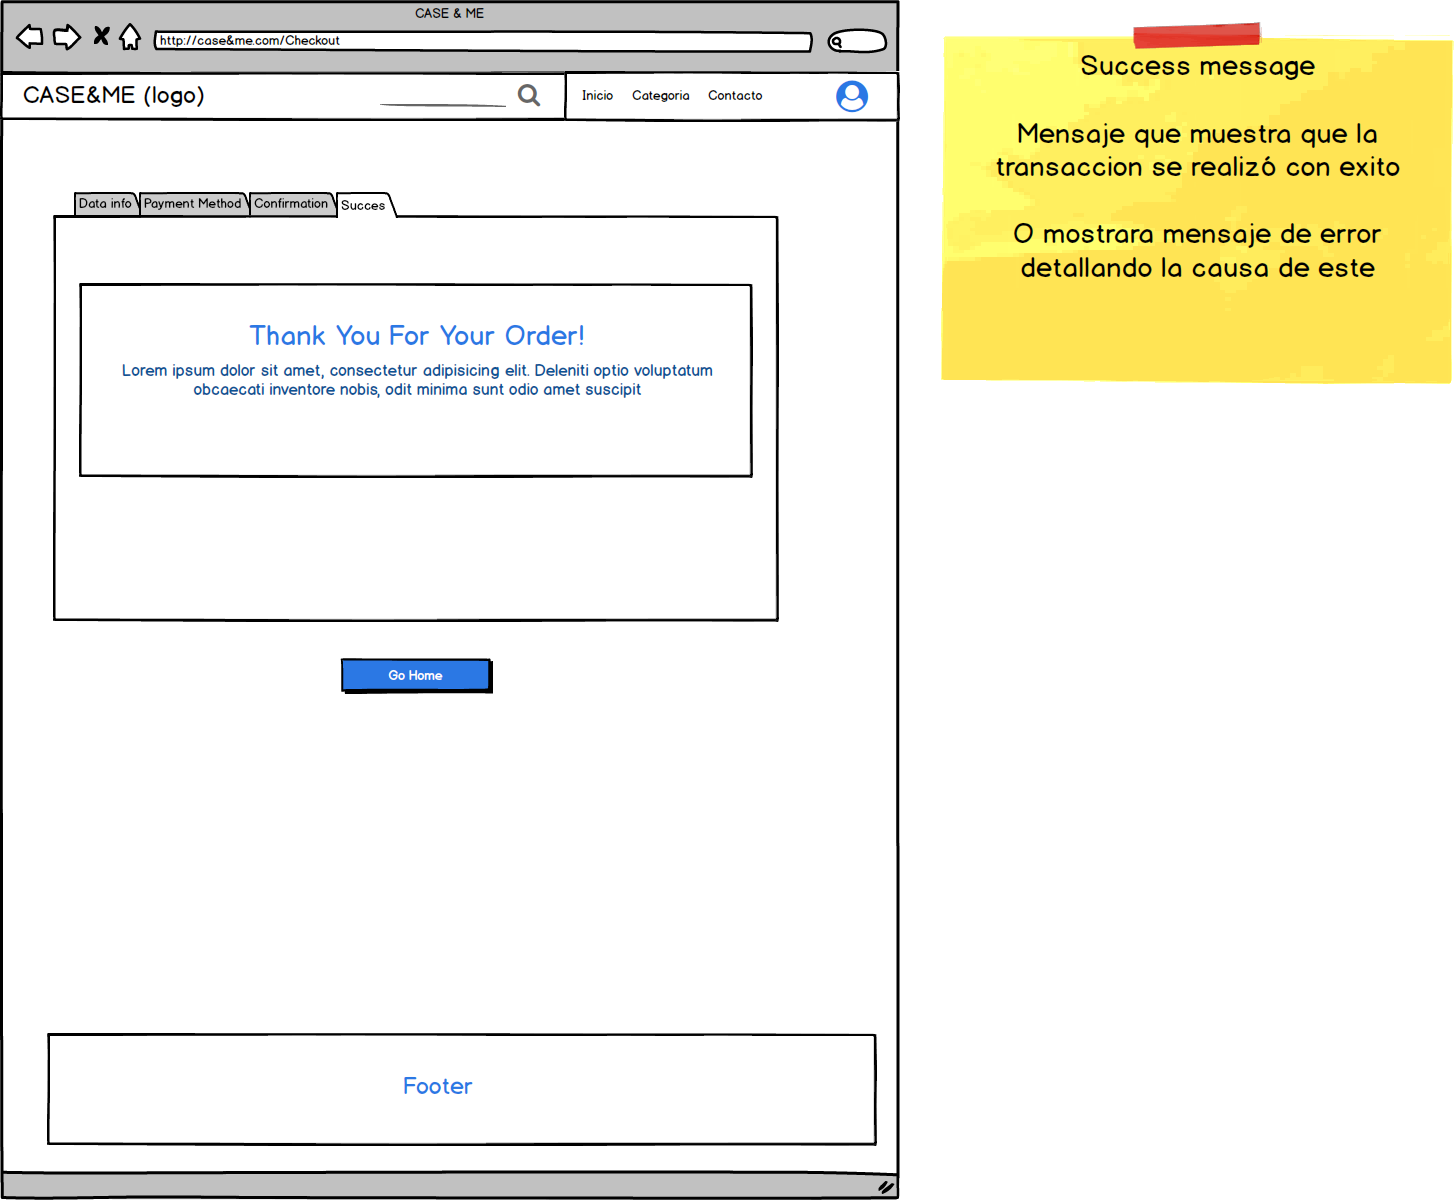 CASE & ME
http://case&me.com/Checkout
CASE&ME (logo)
Inicio
Categoria
Contacto
Data info
Payment Method
Confirmation
Succes
Thank You For Your Order!
Lorem ipsum dolor sit amet, consectetur adipisicing elit. Deleniti optio voluptatum
obcaecati inventore nobis, odit minima sunt odio amet suscipit
Go Home
Footer
Success message
Mensaje que muestra que la
transaccion se realizó con exito
O mostrara mensaje de error
detallando la causa de este